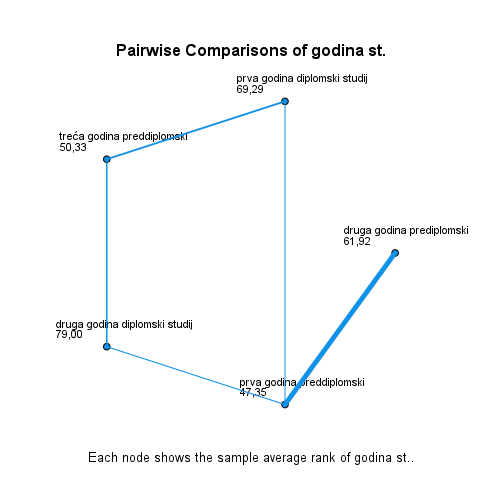 Pairwise Comparisons of godina st.
prva godina diplomski studij
69,29
treća godina preddiplomski
50,33
druga godina prediplomski
61,92
druga godina diplomski studij
79,00
prva godina preddiplomski
47,35
Each node shows the sample average rank of godina st..